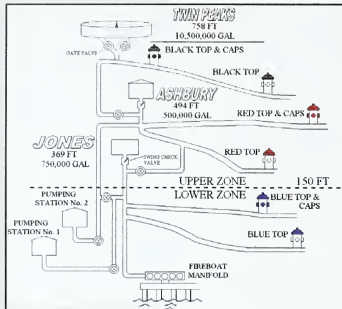 TWIN PEAKS
758 FT
10,500,000 GAL
GATE VALVE
BLACK TOP & CAPS
BLACK TOP
ASHBURY
494 FT
500,000 GAL
RED TOP & CAPS
JONES
369 FT
750,000 GAL
SWING CHECK
VALVE
RED TOP
UPPER ZONE 150 FT
LOWER ZONE
PUMPING
STATION No. 2
BLUE TOP &
CAPS
PUMPING
STATION No. 1
BLUE TOP
FIREBOAT
MANIFOLD